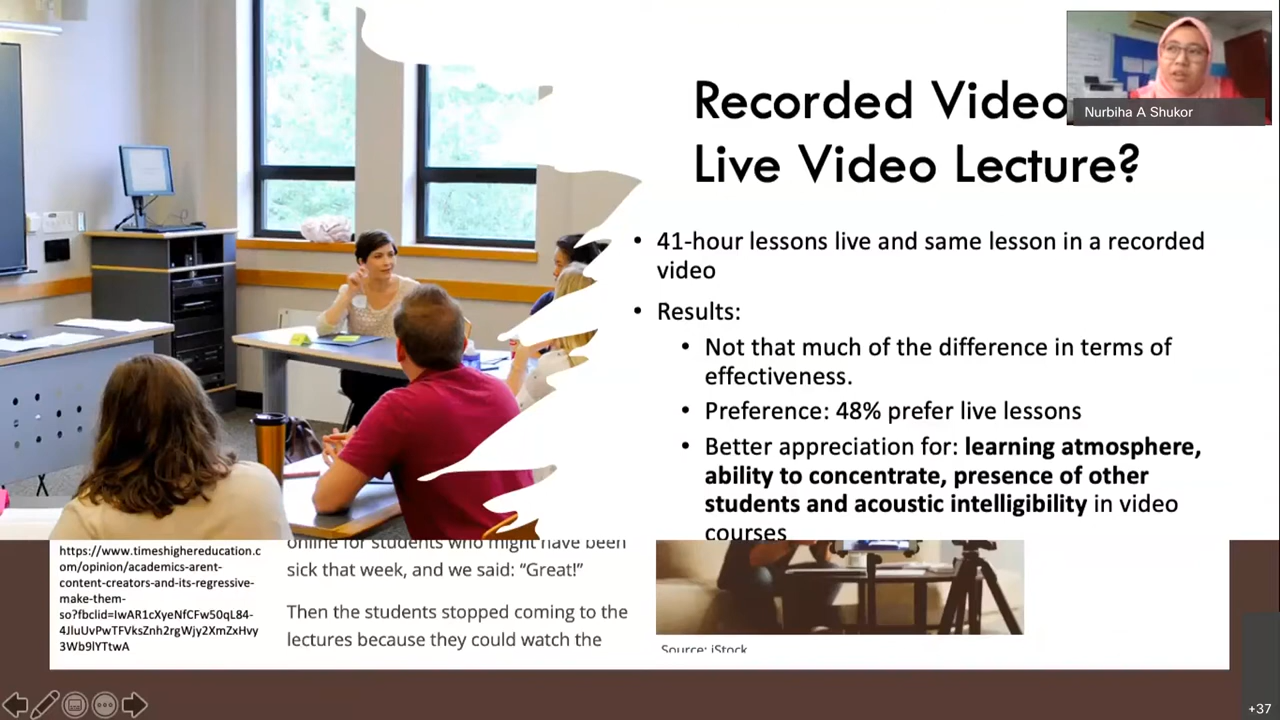 Recorded Video
Live Video Lecture?
Nurbiha A Shukor
• 41-hour lessons live and same lesson in a recorded
video
• Results:
• Not that much of the difference in terms of
effectiveness.
• Preference: 48% prefer live lessons
• Better appreciation for: learning atmosphere,
ability to concentrate, presence of other
students and acoustic intelligibility in video
courses
https://www.timeshighereducation.c
om/opinion/academics-arent-
content-creators-and-its-regressive-
make-them-
so?fbclid=IwAR1cXyeNfCFw50qL84-
4JluUvPwTFVksZnh2rgWjy2XmZxHvy
3Wb9lYTtwA
online for students who might have been
sick that week, and we said: “Great!”
Then the students stopped coming to the
lectures because they could watch the
Source: iStock
+37